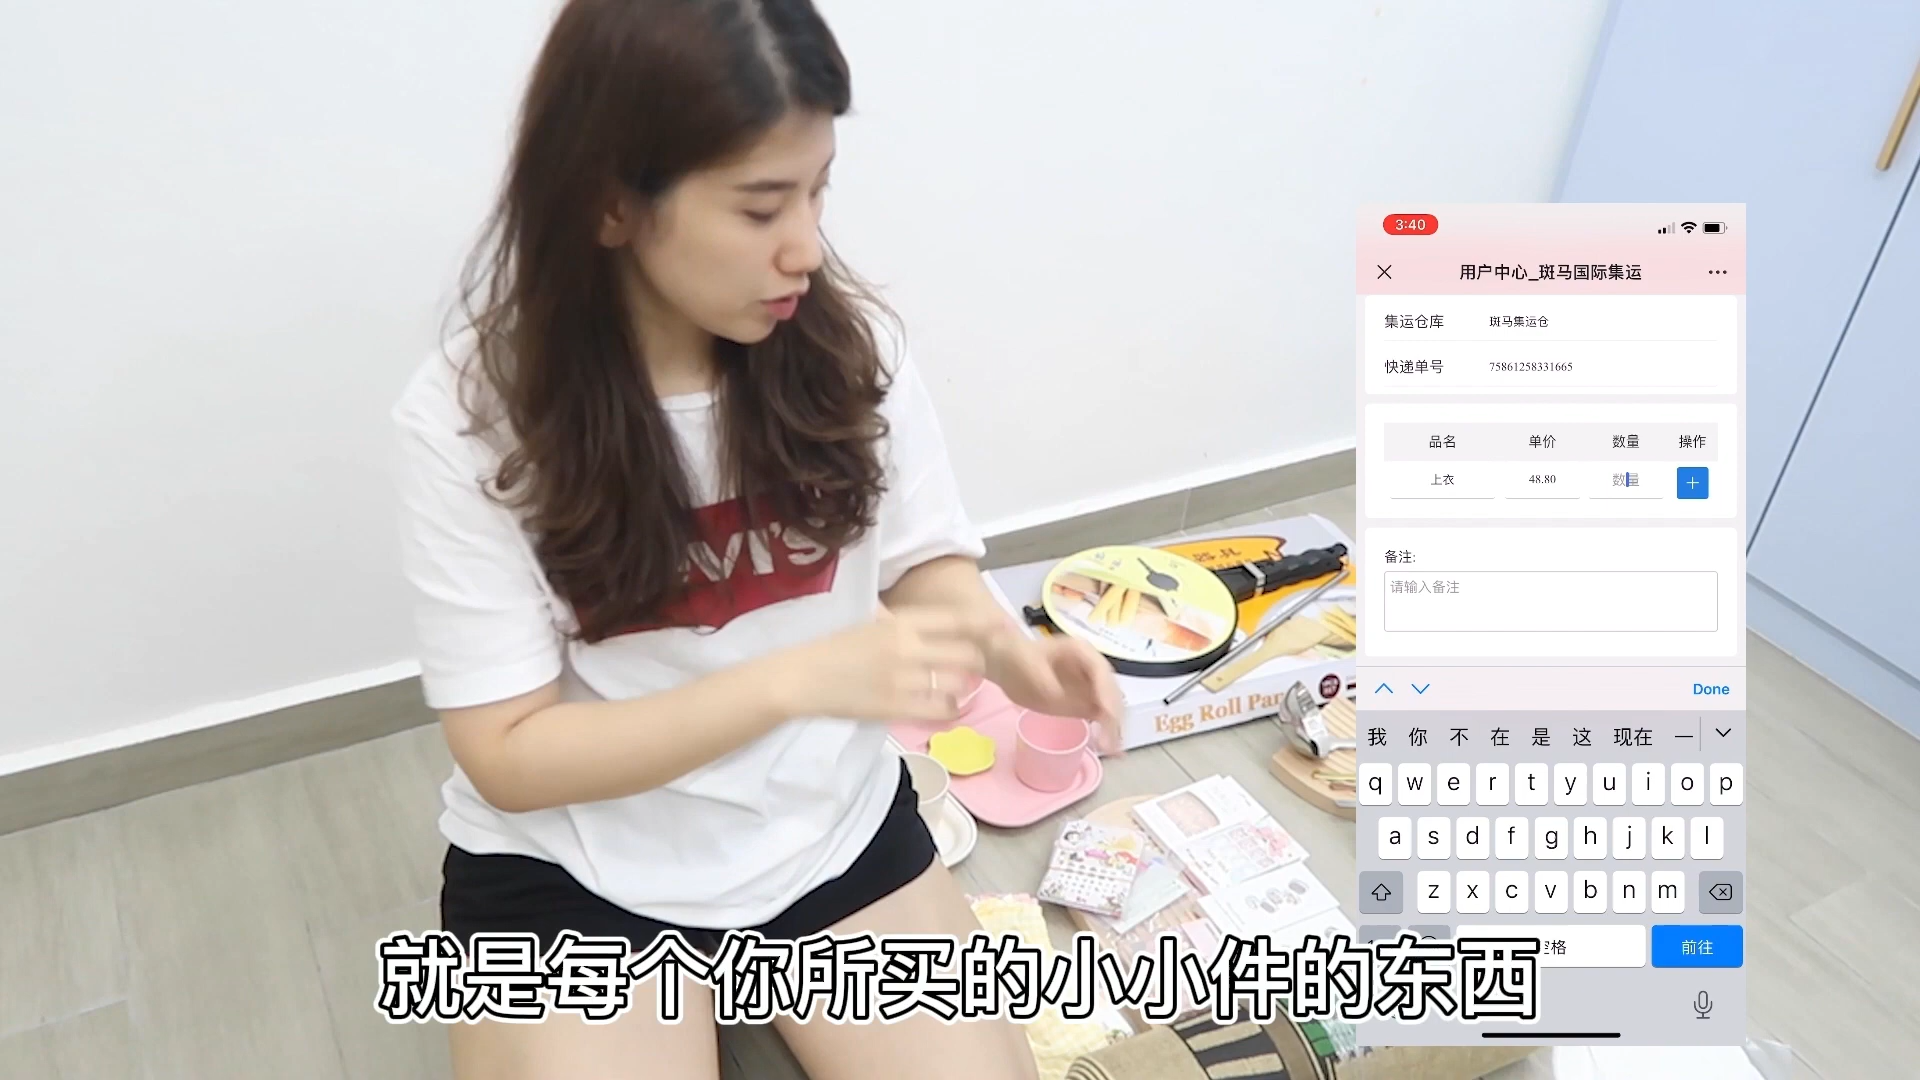 3:40
用户中心_斑马国际集运
集运仓库 斑马集运仓
快递单号 75861258331665
品名 单价 数量 操作
上衣 48.80 数量
备注:
请输入备注
Done
我 你 不 在 是 这 现在 一
q w e r t y u i o p
a s d f g h j k l
z x c v b n m
前往
Egg Roll Pan
就是每个你所买的小小件的东西